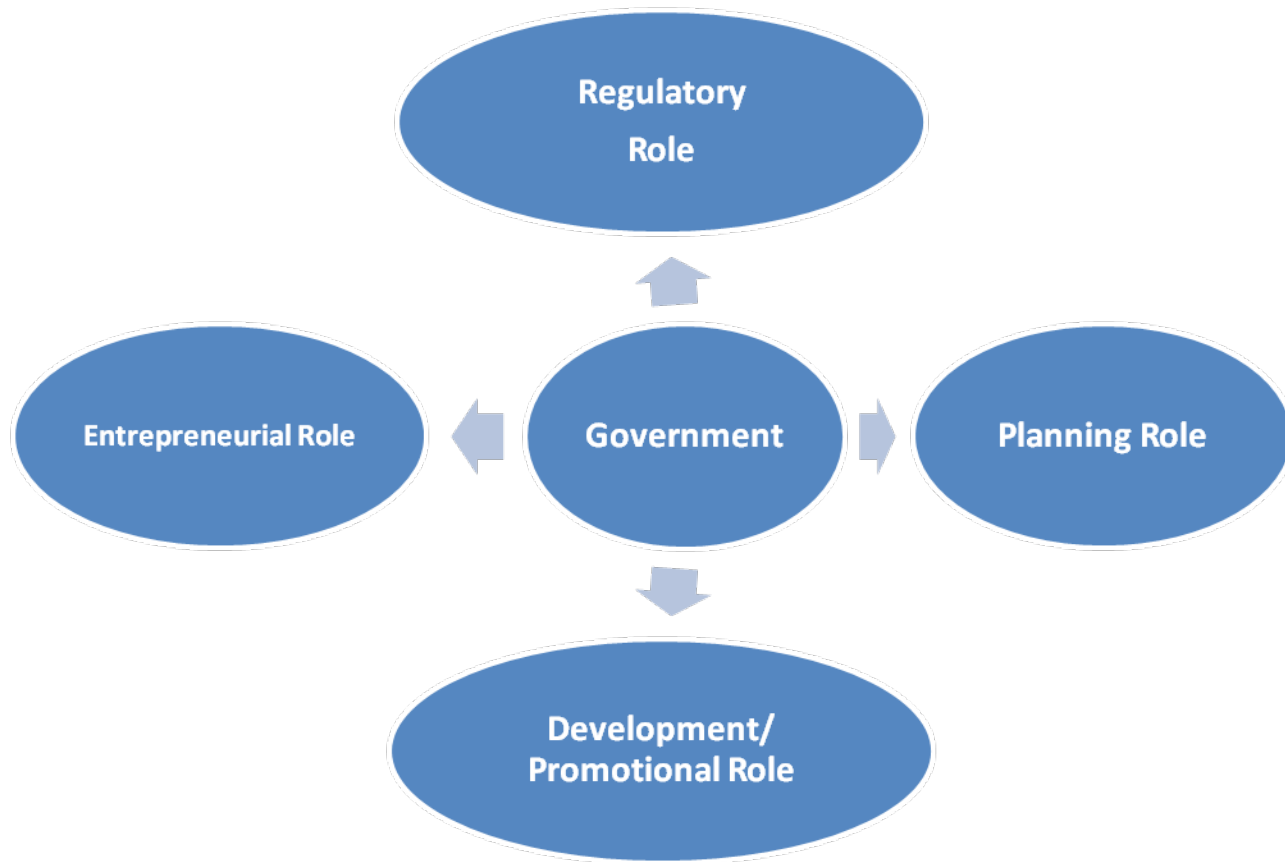 Regulatory
Role
Entrepreneurial Role
Government
Planning Role
Development/
Promotional Role